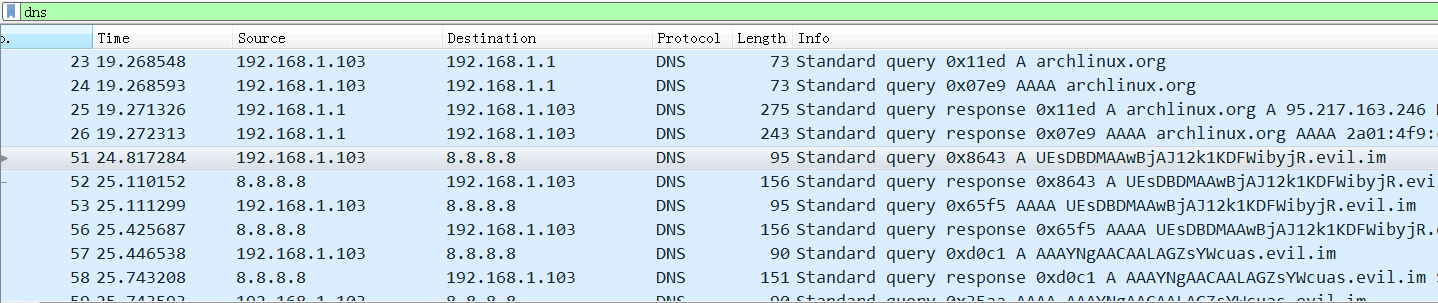 dns
o. Time Source Destination Protocol Length Info
23 19.268548 192.168.1.103 192.168.1.1 DNS 73 Standard query 0x11ed A archlinux.org
24 19.268593 192.168.1.103 192.168.1.1 DNS 73 Standard query 0x07e9 AAAA archlinux.org
25 19.271326 192.168.1.1 192.168.1.103 DNS 275 Standard query response 0x11ed A archlinux.org A 95.217.163.246
26 19.272313 192.168.1.1 192.168.1.103 DNS 243 Standard query response 0x07e9 AAAA archlinux.org AAAA 2a01:4f9:
51 24.817284 192.168.1.103 8.8.8.8 DNS 95 Standard query 0x8643 A UEsDBDMAAwBjAJ12k1KDFWibyjR.evil.im
52 25.110152 8.8.8.8 192.168.1.103 DNS 156 Standard query response 0x8643 A UEsDBDMAAwBjAJ12k1KDFWibyjR.evi
53 25.111299 192.168.1.103 8.8.8.8 DNS 95 Standard query 0x65f5 AAAA UEsDBDMAAwBjAJ12k1KDFWibyjR.evil.im
56 25.425687 8.8.8.8 192.168.1.103 DNS 156 Standard query response 0x65f5 AAAA UEsDBDMAAwBjAJ12k1KDFWibyjR.
57 25.446538 192.168.1.103 8.8.8.8 DNS 90 Standard query 0xd0c1 A AAAYNgAACAALAGZsYWcuas.evil.im
58 25.743208 8.8.8.8 192.168.1.103 DNS 151 Standard query response 0xd0c1 A AAAYNgAACAALAGZsYWcuas.evil.im